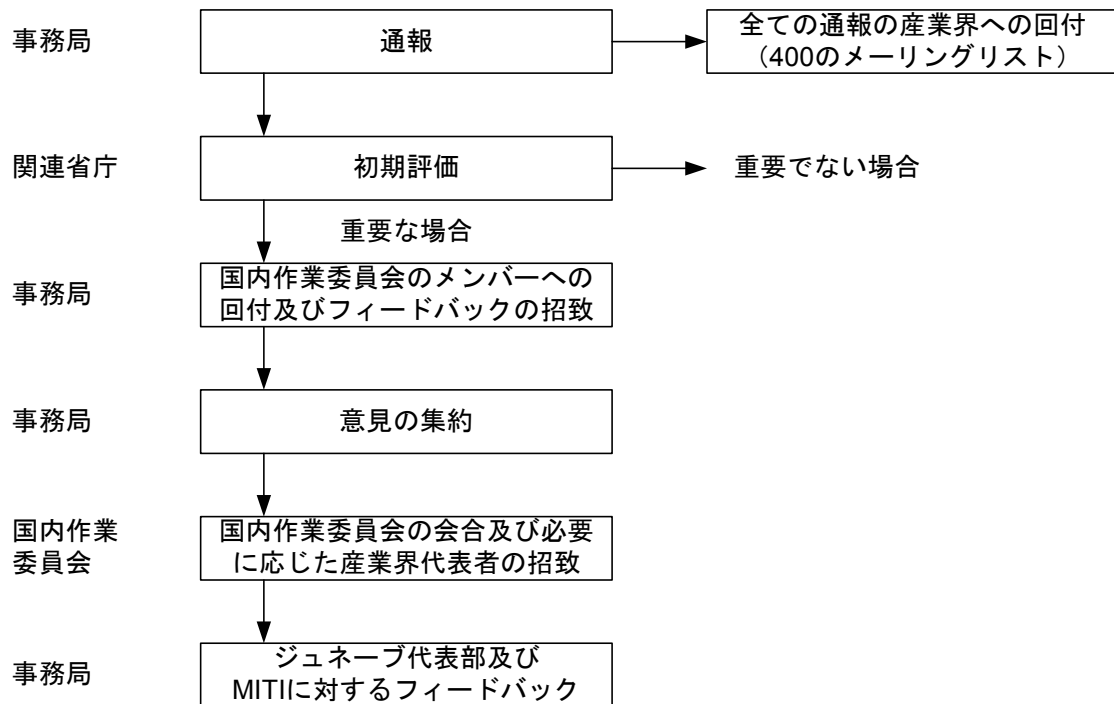 事務局
通報
全ての通報の産業界への回付
（400のメーリングリスト）
関連省庁
初期評価
重要でない場合
重要な場合
事務局
国内作業委員会のメンバーへの
回付及びフィードバックの招致
事務局
意見の集約
国内作業
委員会
国内作業委員会の会合及び必要
に応じた産業界代表者の招致
事務局
ジュネーブ代表部及び
MITIに対するフィードバック